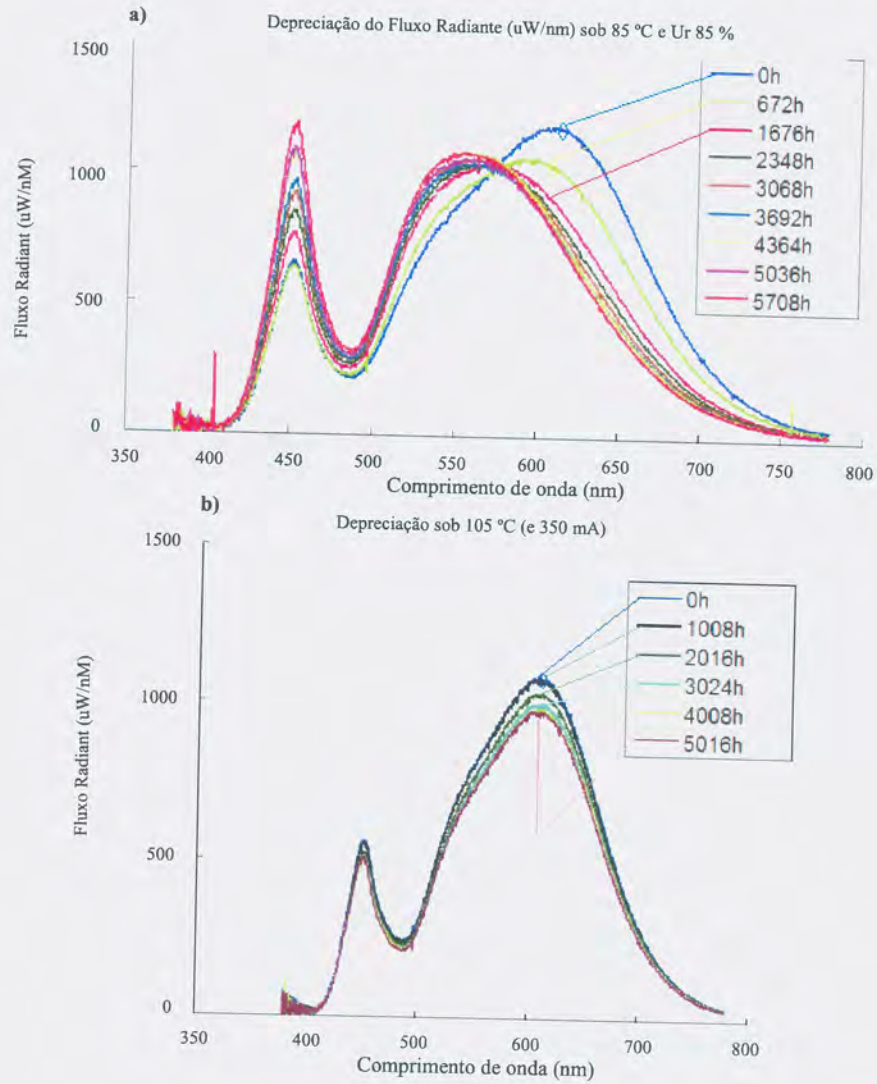 a)
Depreciação do Fluxo Radiante (uW/nm) sob 85 ºC e Ur 85 %
1500
1000
500
0
Fluxo Radiant (uW/nM)
0h
672h
1676h
2348h
3068h
3692h
4364h
5036h
5708h
350 400 450 500 550 600 650 700 750 800
Comprimento de onda (nm)
b)
Depreciação sob 105 ºC (e 350 mA)
1500
1000
500
0
Fluxo Radiant (uW/nM)
0h
1008h
2016h
3024h
4008h
5016h
350 400 500 600 700 800
Comprimento de onda (nm)